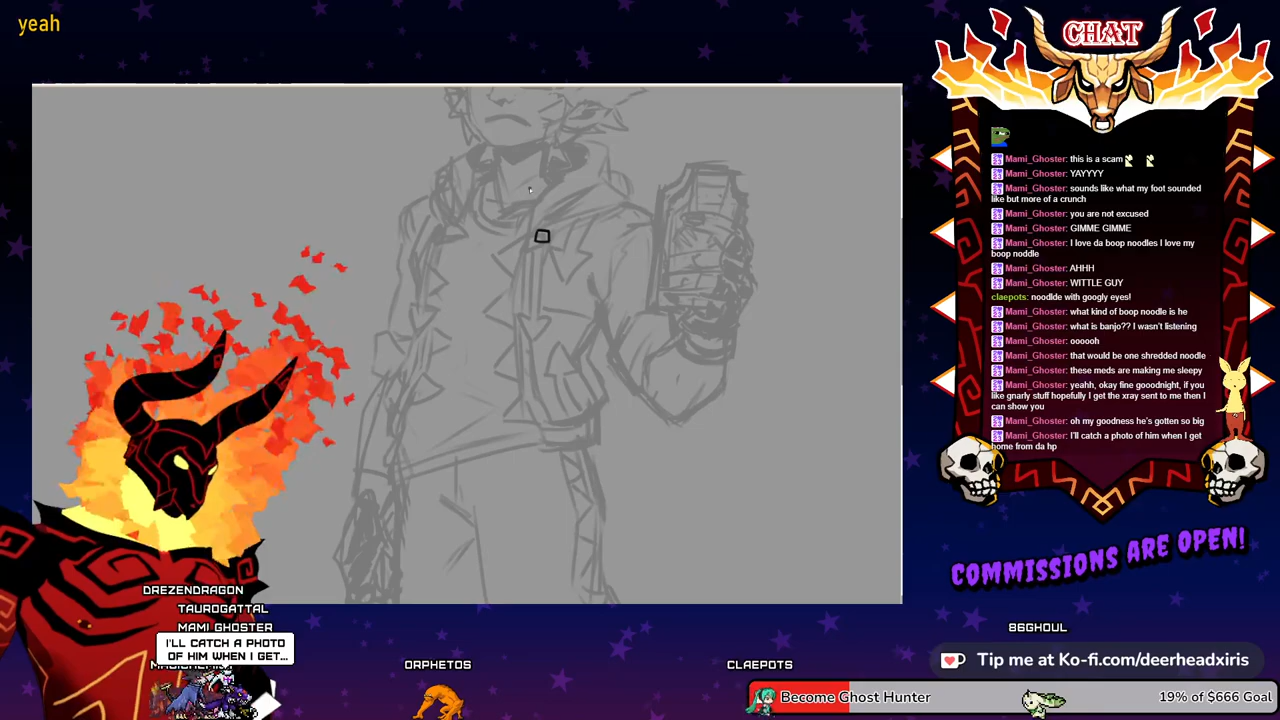 yeah
CHAT
Mami_Ghoster: this is a scam
Mami_Ghoster: YAYYYY
Mami_Ghoster: sounds like what my foot sounded
like but more of a crunch
Mami_Ghoster: you are not excused
Mami_Ghoster: GIMME GIMME
Mami_Ghoster: I love da boop noodles I love my
boop noddle
Mami_Ghoster: AHHH
Mami_Ghoster: WITTLE GUY
claepots: noodlde with googly eyes!
Mami_Ghoster: what kind of boop noodle is he
Mami_Ghoster: what is banjo?? I wasn't listening
Mami_Ghoster: oooooh
Mami_Ghoster: that would be one shredded noodle
Mami_Ghoster: these meds are making me sleepy
Mami_Ghoster: yeahh, okay fine gooodnight, if you
like gnarly stuff hopefully I get the xray sent to me then I
can show you
Mami_Ghoster: oh my goodness he's gotten so big
Mami_Ghoster: I'll catch a photo of him when I get
home from da hp
COMMISSIONS ARE OPEN!
DREZENDRAGON
TAUROGATTAL
MAMI GHOSTER
I'LL CATCH A PHOTO
OF HIM WHEN I GET...
ORPHETOS
CLAEPOTS
86GHOUL
Tip me at Ko-fi.com/deerheadxiris
Become Ghost Hunter
19% of $666 Goal